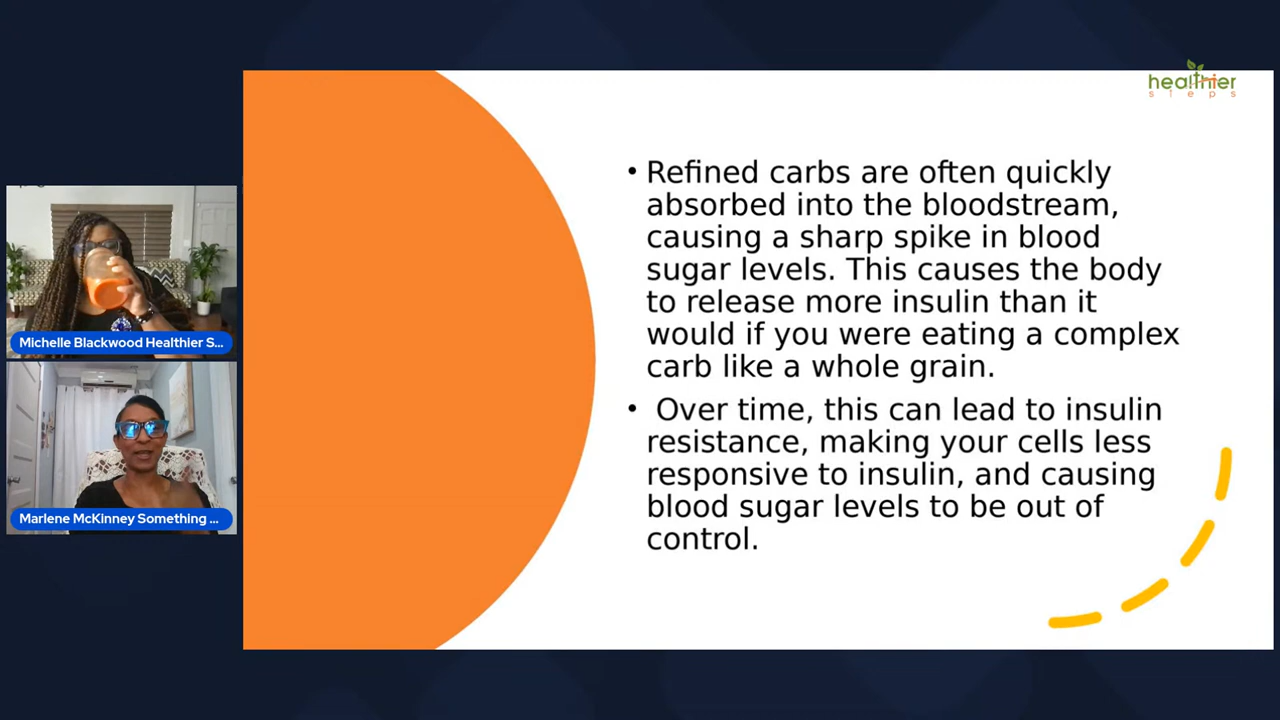 healthier
steps
• Refined carbs are often quickly
absorbed into the bloodstream,
causing a sharp spike in blood
sugar levels. This causes the body
to release more insulin than it
would if you were eating a complex
carb like a whole grain.
• Over time, this can lead to insulin
resistance, making your cells less
responsive to insulin, and causing
blood sugar levels to be out of
control.
Michelle Blackwood Healthier S...
Marlene McKinney Something ...